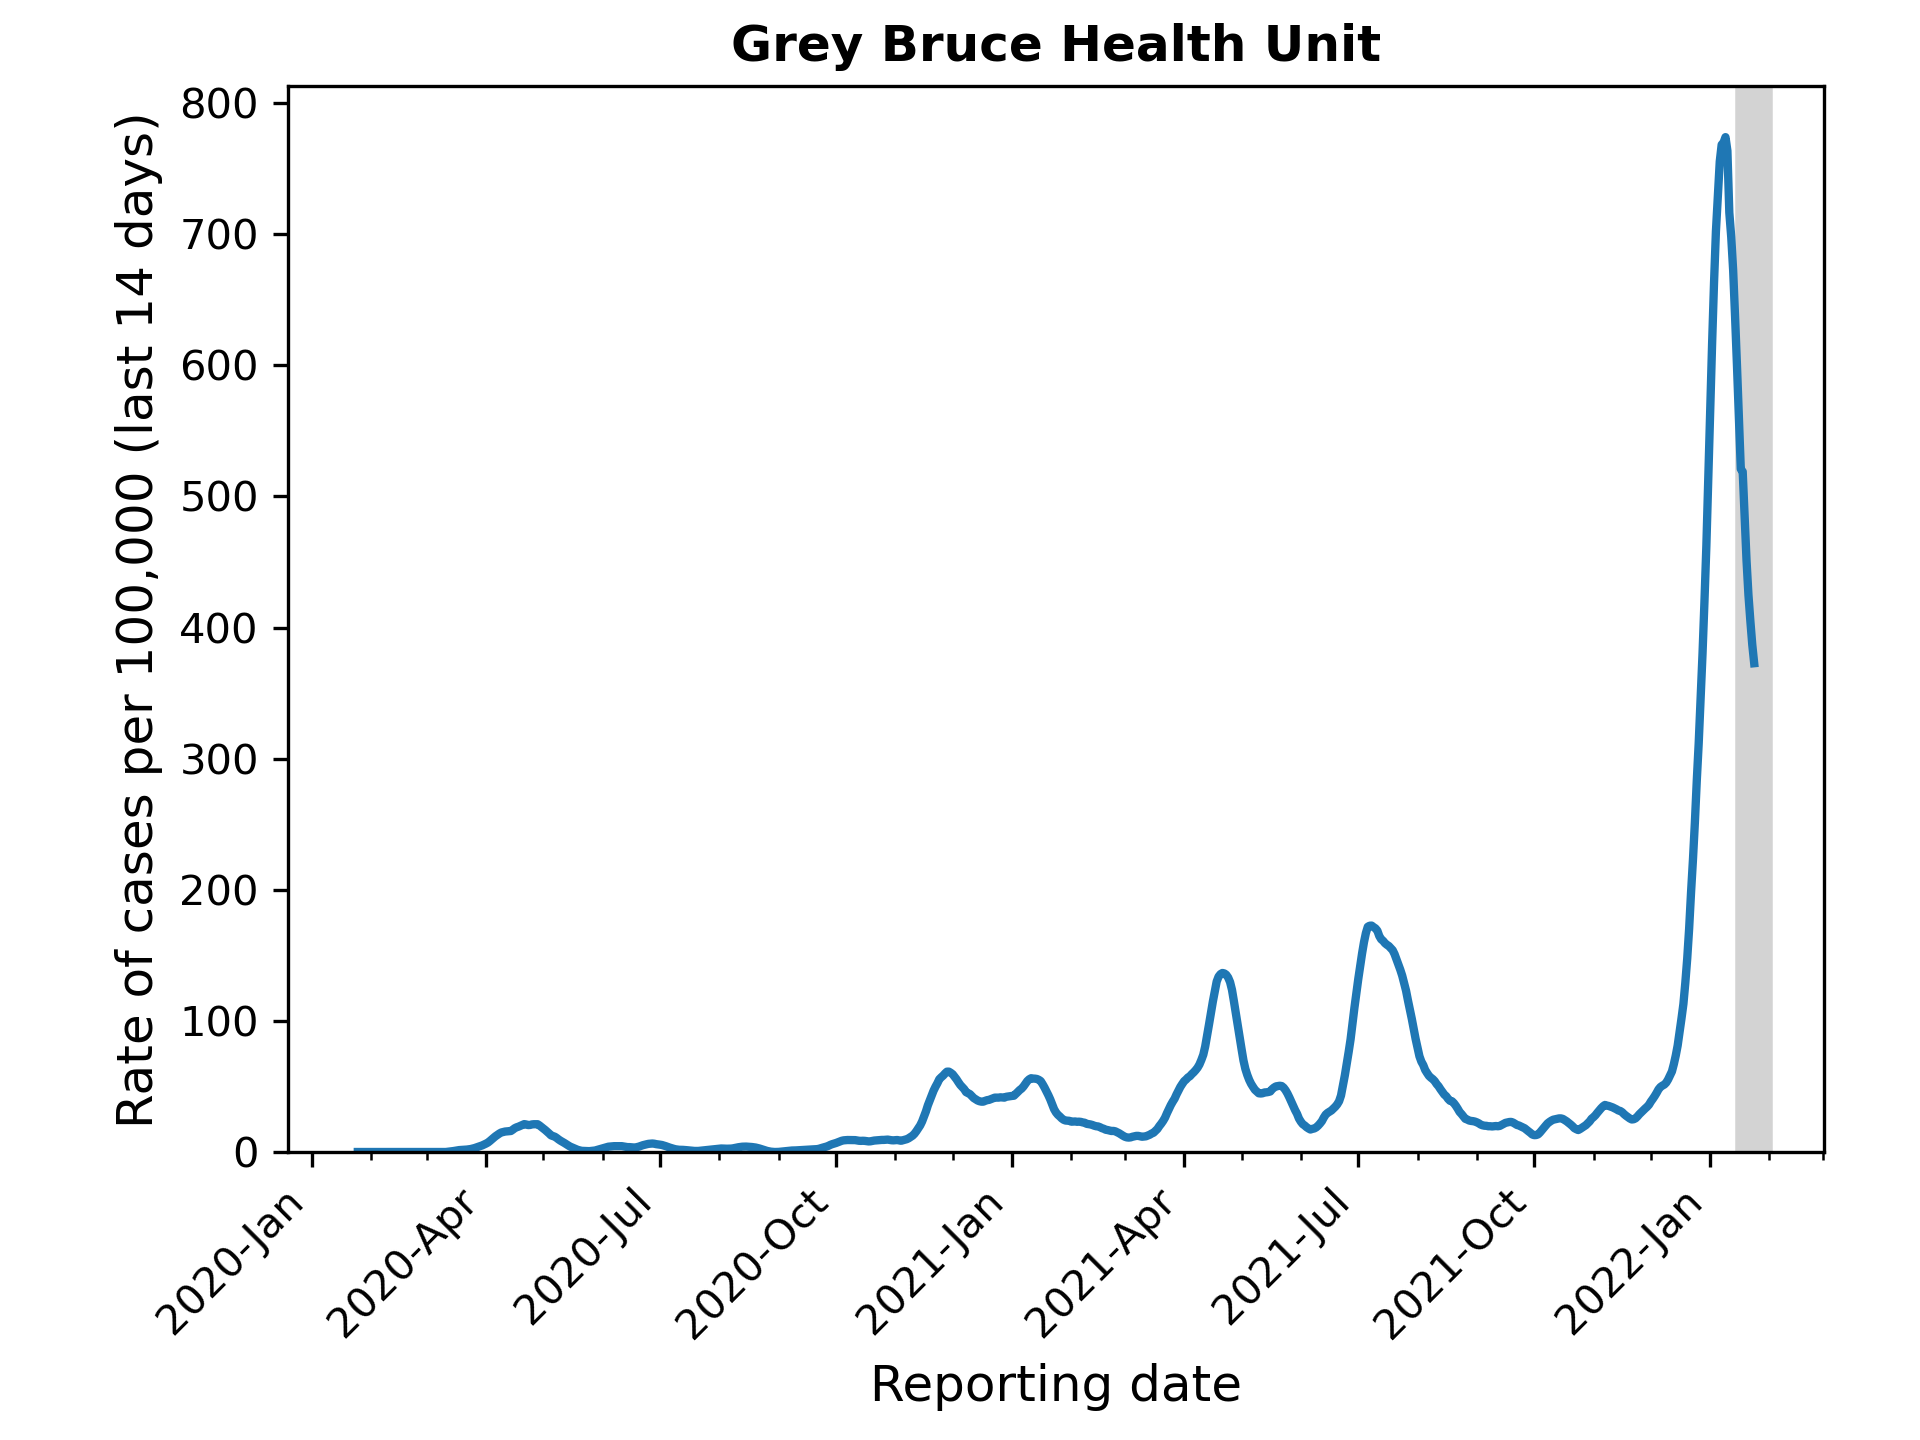 Grey Bruce Health Unit
Rate of cases per 100,000 (last 14 days)
800
700
600
500
400
300
200
100
0
2020-Jan
2020-Apr
2020-Jul
2020-Oct
2021-Jan
2021-Apr
2021-Jul
2021-Oct
2022-Jan
Reporting date